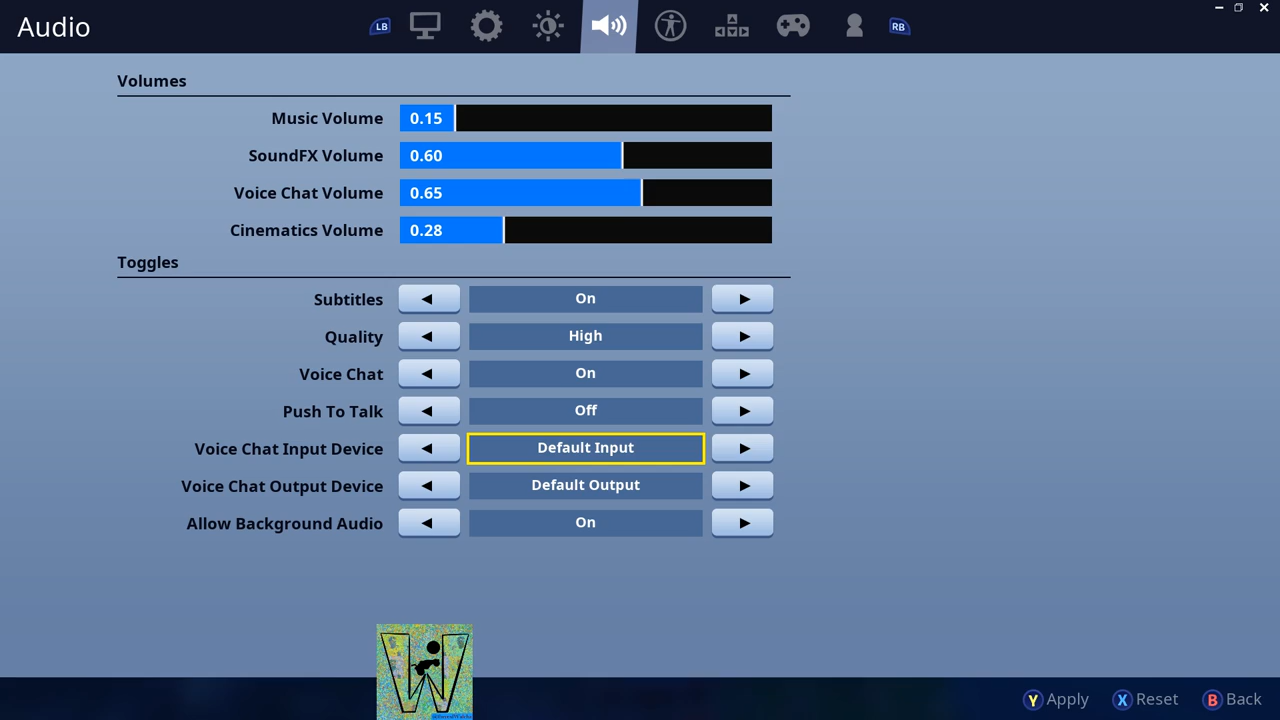 Audio
LB
RB
Volumes
Music Volume 0.15
SoundFX Volume 0.60
Voice Chat Volume 0.65
Cinematics Volume 0.28
Toggles
Subtitles On
Quality High
Voice Chat On
Push To Talk Off
Voice Chat Input Device Default Input
Voice Chat Output Device Default Output
Allow Background Audio On
W
Y Apply X Reset B Back